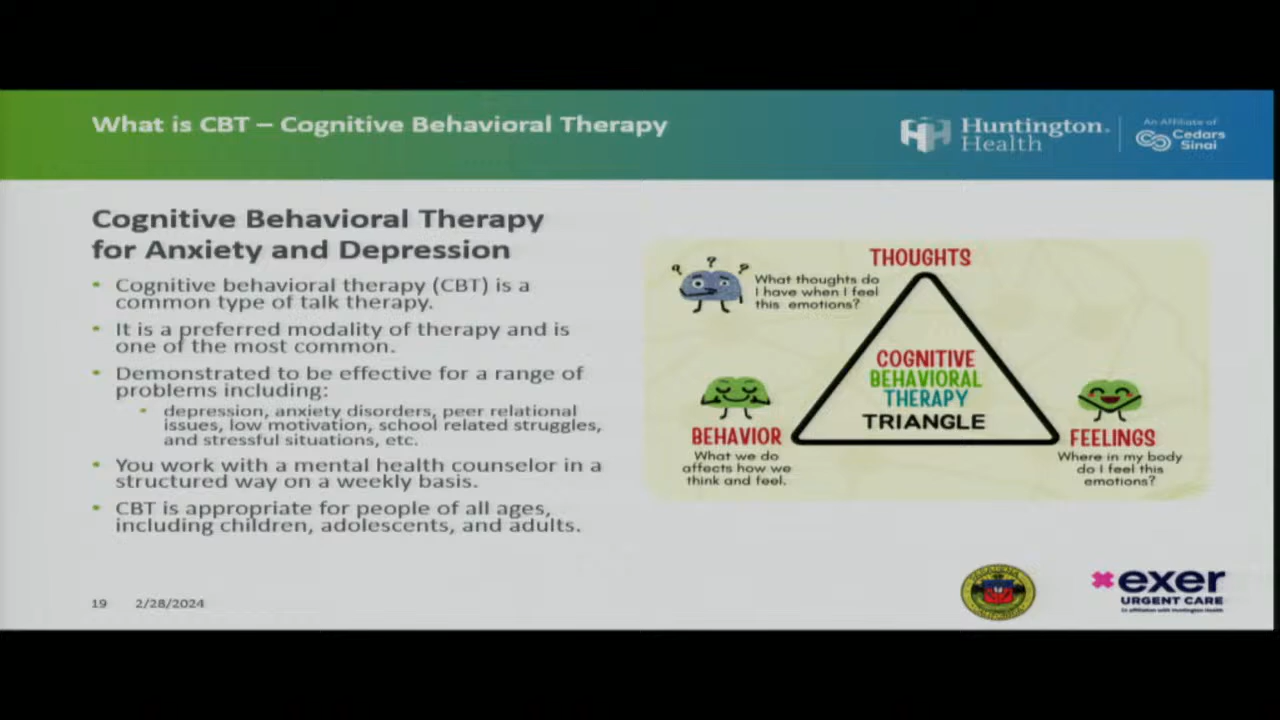 What is CBT – Cognitive Behavioral Therapy
Huntington
Health
An Affiliate of
Cedars
Sinai
Cognitive Behavioral Therapy
for Anxiety and Depression
• Cognitive behavioral therapy (CBT) is a
common type of talk therapy.
• It is a preferred modality of therapy and is
one of the most common.
• Demonstrated to be effective for a range of
problems including:
• depression, anxiety disorders, peer relational
issues, low motivation, school related struggles,
and stressful situations, etc.
• You work with a mental health counselor in a
structured way on a weekly basis.
• CBT is appropriate for people of all ages,
including children, adolescents, and adults.
THOUGHTS
? ? ?
What thoughts do
I have when I feel
this emotions?
COGNITIVE
BEHAVIORAL
THERAPY
TRIANGLE
BEHAVIOR
What we do
affects how we
think and feel.
FEELINGS
Where in my body
do I feel this
emotions?
19 2/28/2024
exer
URGENT CARE
In affiliation with Huntington Health